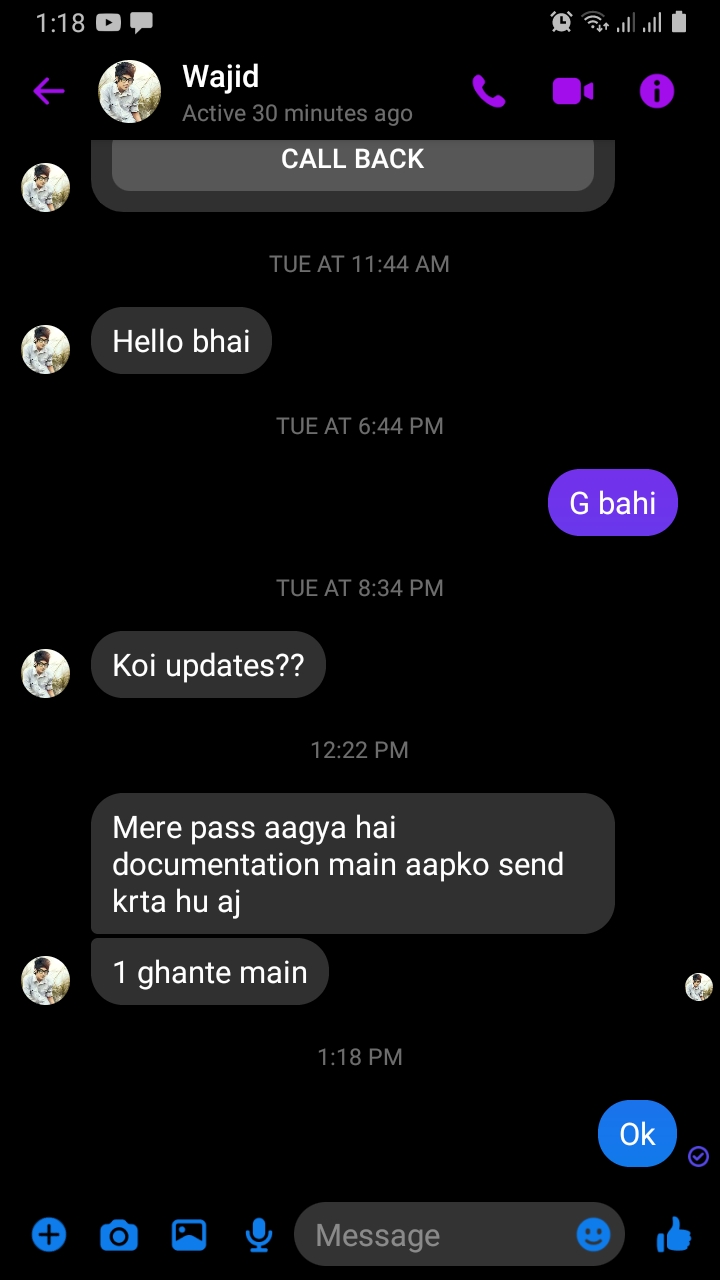 1:18
Wajid
Active 30 minutes ago
CALL BACK
TUE AT 11:44 AM
Hello bhai
TUE AT 6:44 PM
G bahi
TUE AT 8:34 PM
Koi updates??
12:22 PM
Mere pass aagya hai
documentation main aapko send
krta hu aj
1 ghante main
1:18 PM
Ok
Message